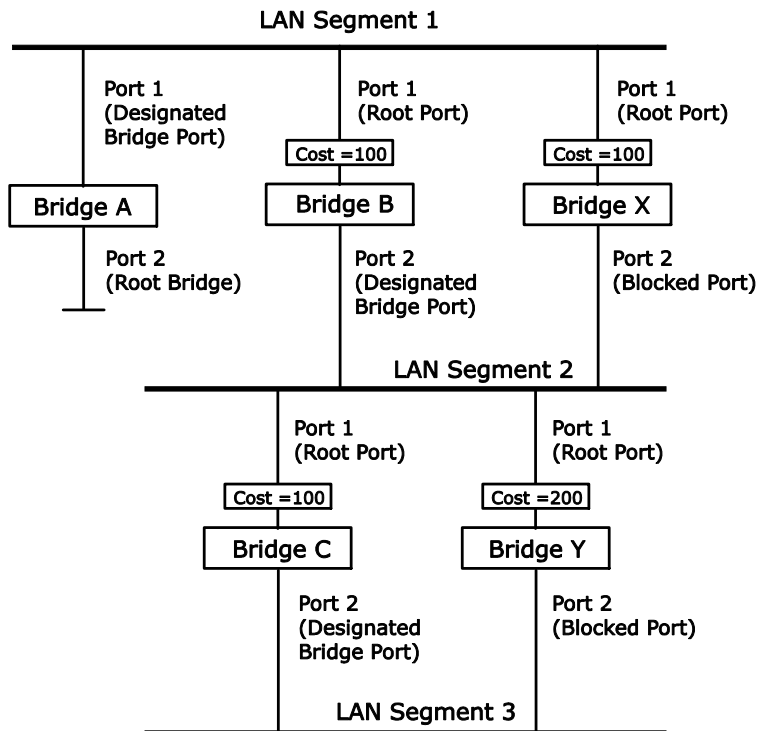 LAN Segment 1
Port 1
(Designated
Bridge Port)
Port 1
(Root Port)
Port 1
(Root Port)
Cost =100
Cost =100
Bridge A
Bridge B
Bridge X
Port 2
(Root Bridge)
Port 2
(Designated
Bridge Port)
Port 2
(Blocked Port)
LAN Segment 2
Port 1
(Root Port)
Port 1
(Root Port)
Cost =100
Cost =200
Bridge C
Bridge Y
Port 2
(Designated
Bridge Port)
Port 2
(Blocked Port)
LAN Segment 3